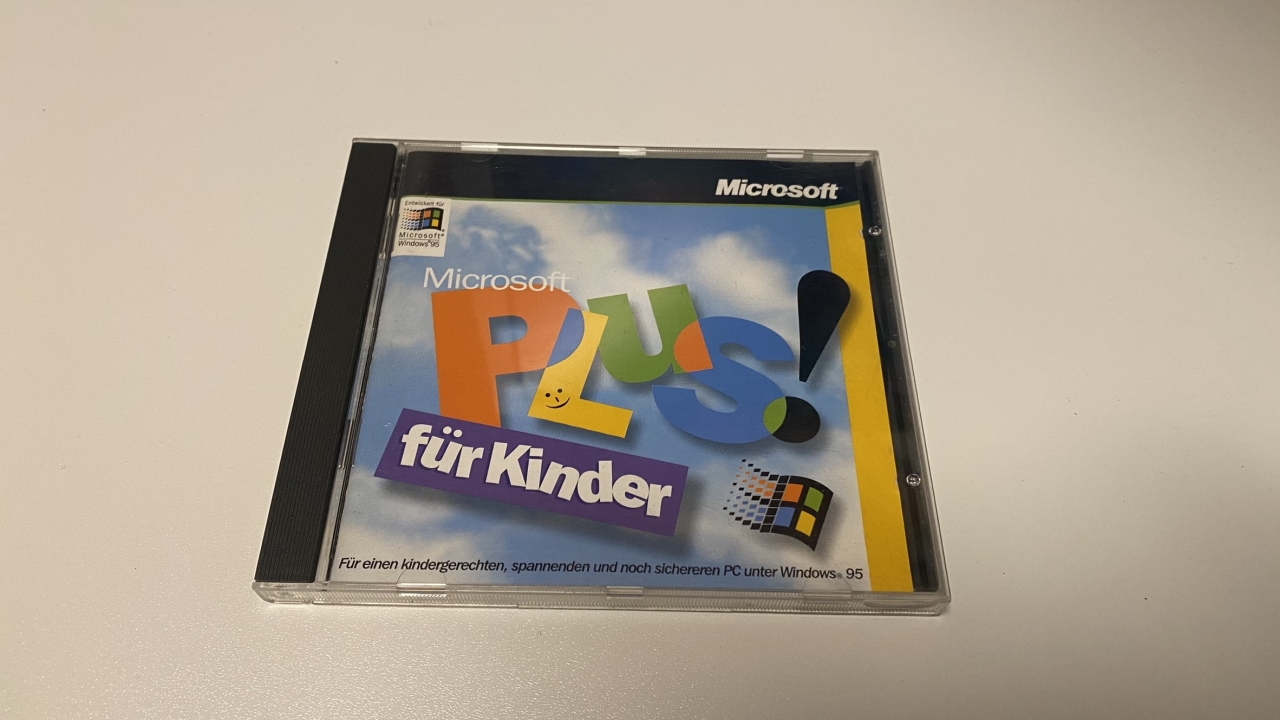 Microsoft
Entwickelt für
Microsoft®
Windows®95
Microsoft
PLUS!
für Kinder
Für einen kindergerechten, spannenden und noch sichereren PC unter Windows® 95